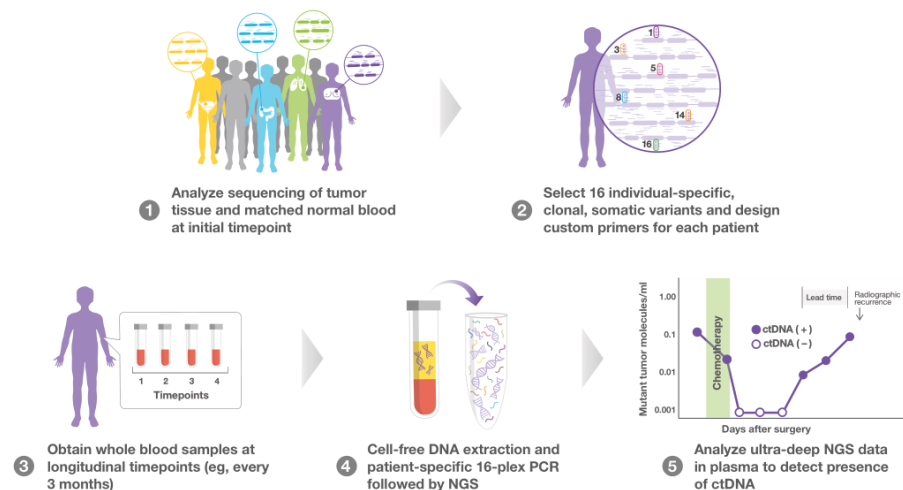 1
3
5
8
14
16
1 Analyze sequencing of tumor
tissue and matched normal blood
at initial timepoint
2 Select 16 individual-specific,
clonal, somatic variants and design
custom primers for each patient
1 2 3 4
Timepoints
3 Obtain whole blood samples at
longitudinal timepoints (eg, every
3 months)
4 Cell-free DNA extraction and
patient-specific 16-plex PCR
followed by NGS
Mutant tumor molecules/ml
1.00
0.1
0.01
0.001
Chemotherapy
Lead time
Radiographic
recurrence
ctDNA (+)
ctDNA (−)
Days after surgery
5 Analyze ultra-deep NGS data
in plasma to detect presence
of ctDNA